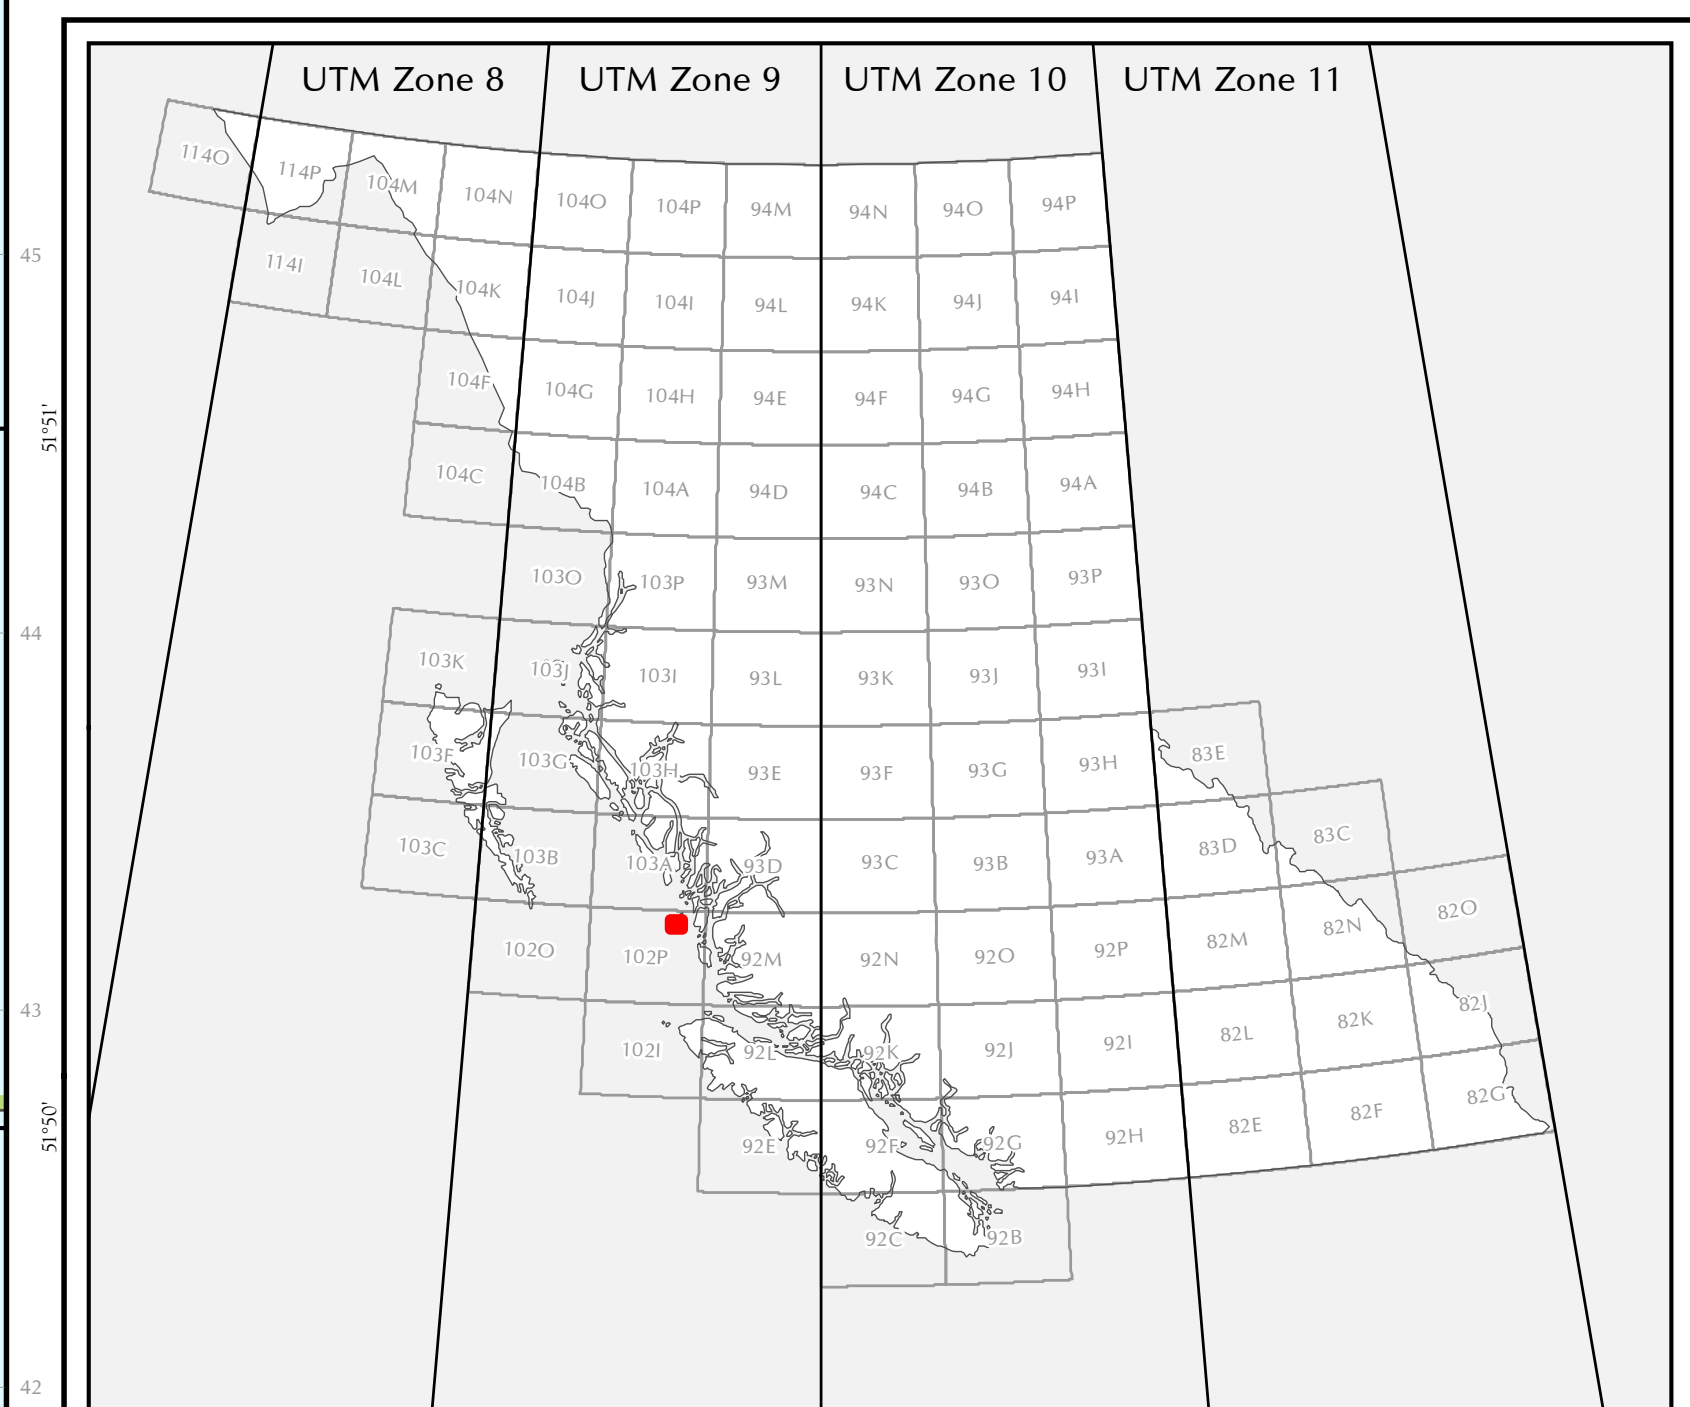 UTM Zone 8 UTM Zone 9 UTM Zone 10 UTM Zone 11
114O 114P 104M 104N 104O 104P 94M 94N 94O 94P
45
114I 104L 104K 104J 104I 94L 94K 94J 94I
104F 104G 104H 94E 94F 94G 94H
51°51'
104C 104B 104A 94D 94C 94B 94A
103O 103P 93M 93N 93O 93P
44
103K 103J 103I 93L 93K 93J 93I
103F 103G 103H 93E 93F 93G 93H 83E
103C 103B 103A 93D 93C 93B 93A 83D 83C
102O 102P 92M 92N 92O 92P 82M 82N 82O
43
102I 92L 92K 92J 92I 82L 82K 82J
51°50'
92E 92F 92G 92H 82E 82F 82G
92C 92B
42